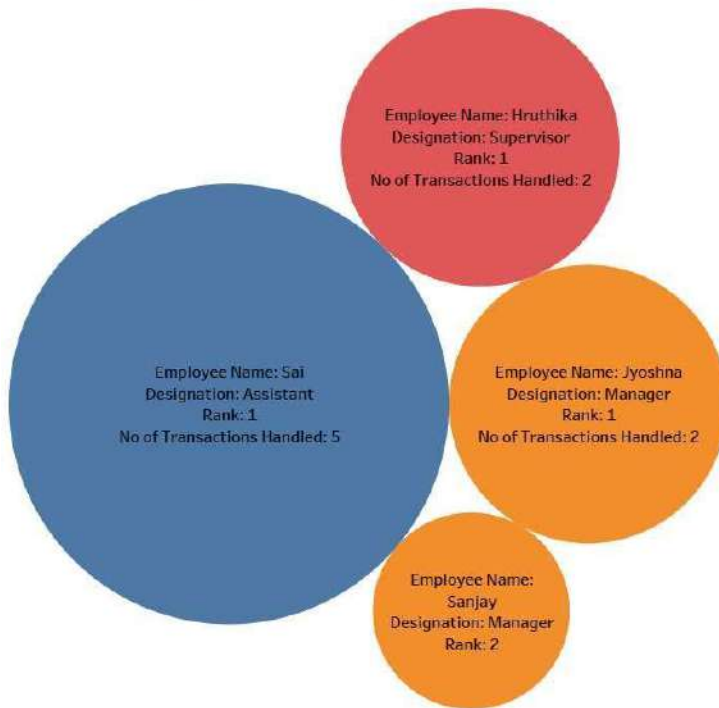 Employee Name: Hruthika
Designation: Supervisor
Rank: 1
No of Transactions Handled: 2
Employee Name: Sai
Designation: Assistant
Rank: 1
No of Transactions Handled: 5
Employee Name: Jyoshna
Designation: Manager
Rank: 1
No of Transactions Handled: 2
Employee Name:
Sanjay
Designation: Manager
Rank: 2